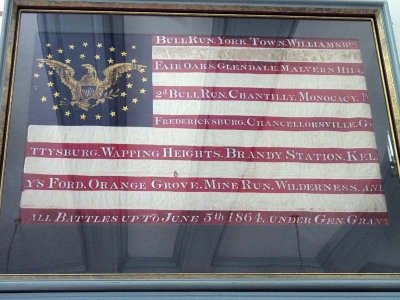 BULL RUN. YORK TOWN. WILLIAMSB
FAIR OAKS. GLENDALE. MALVERN HILL
2D BULL RUN. CHANTILLY. MONOCACY.
FREDERICKSBURG. CHANCELLORSVILLE. G
TTYSBURG. WAPPING HEIGHTS. BRANDY STATION. KEL
Y'S FORD. ORANGE GROVE. MINE RUN. WILDERNESS. AND
ALL BATTLES UP TO JUNE 5TH 1864, UNDER GEN. GRANT